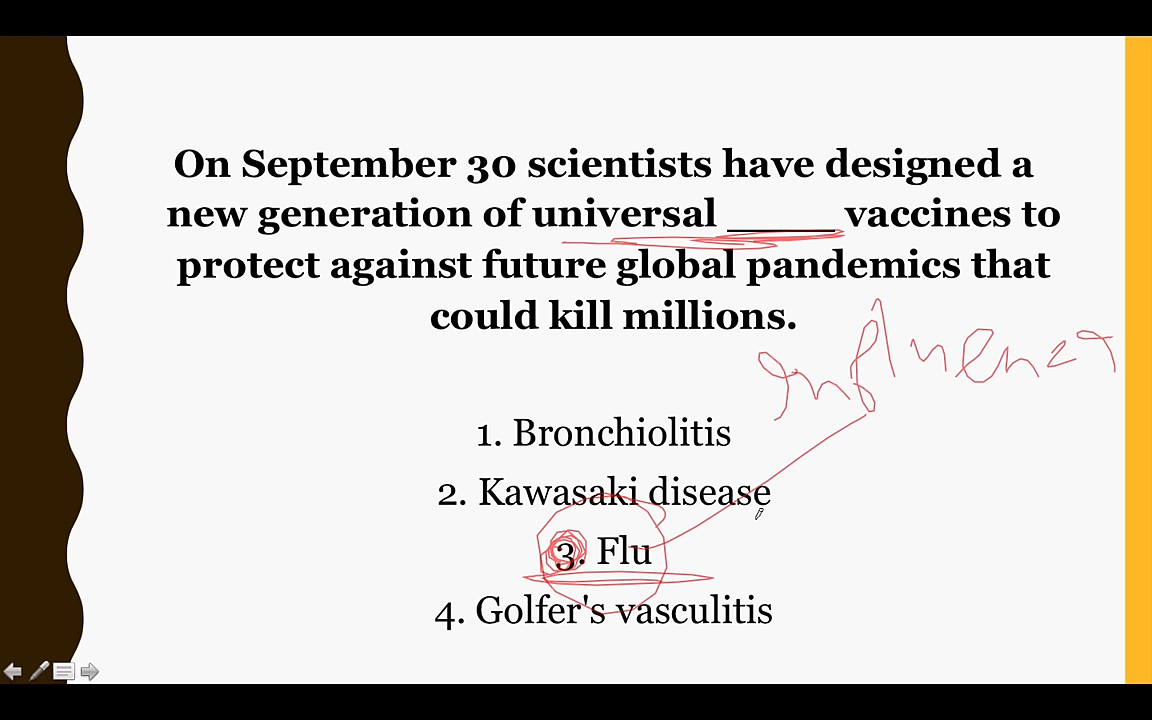 On September 30 scientists have designed a
new generation of universal _____ vaccines to
protect against future global pandemics that
could kill millions.
Influenza
1. Bronchiolitis
2. Kawasaki disease
3. Flu
4. Golfer's vasculitis